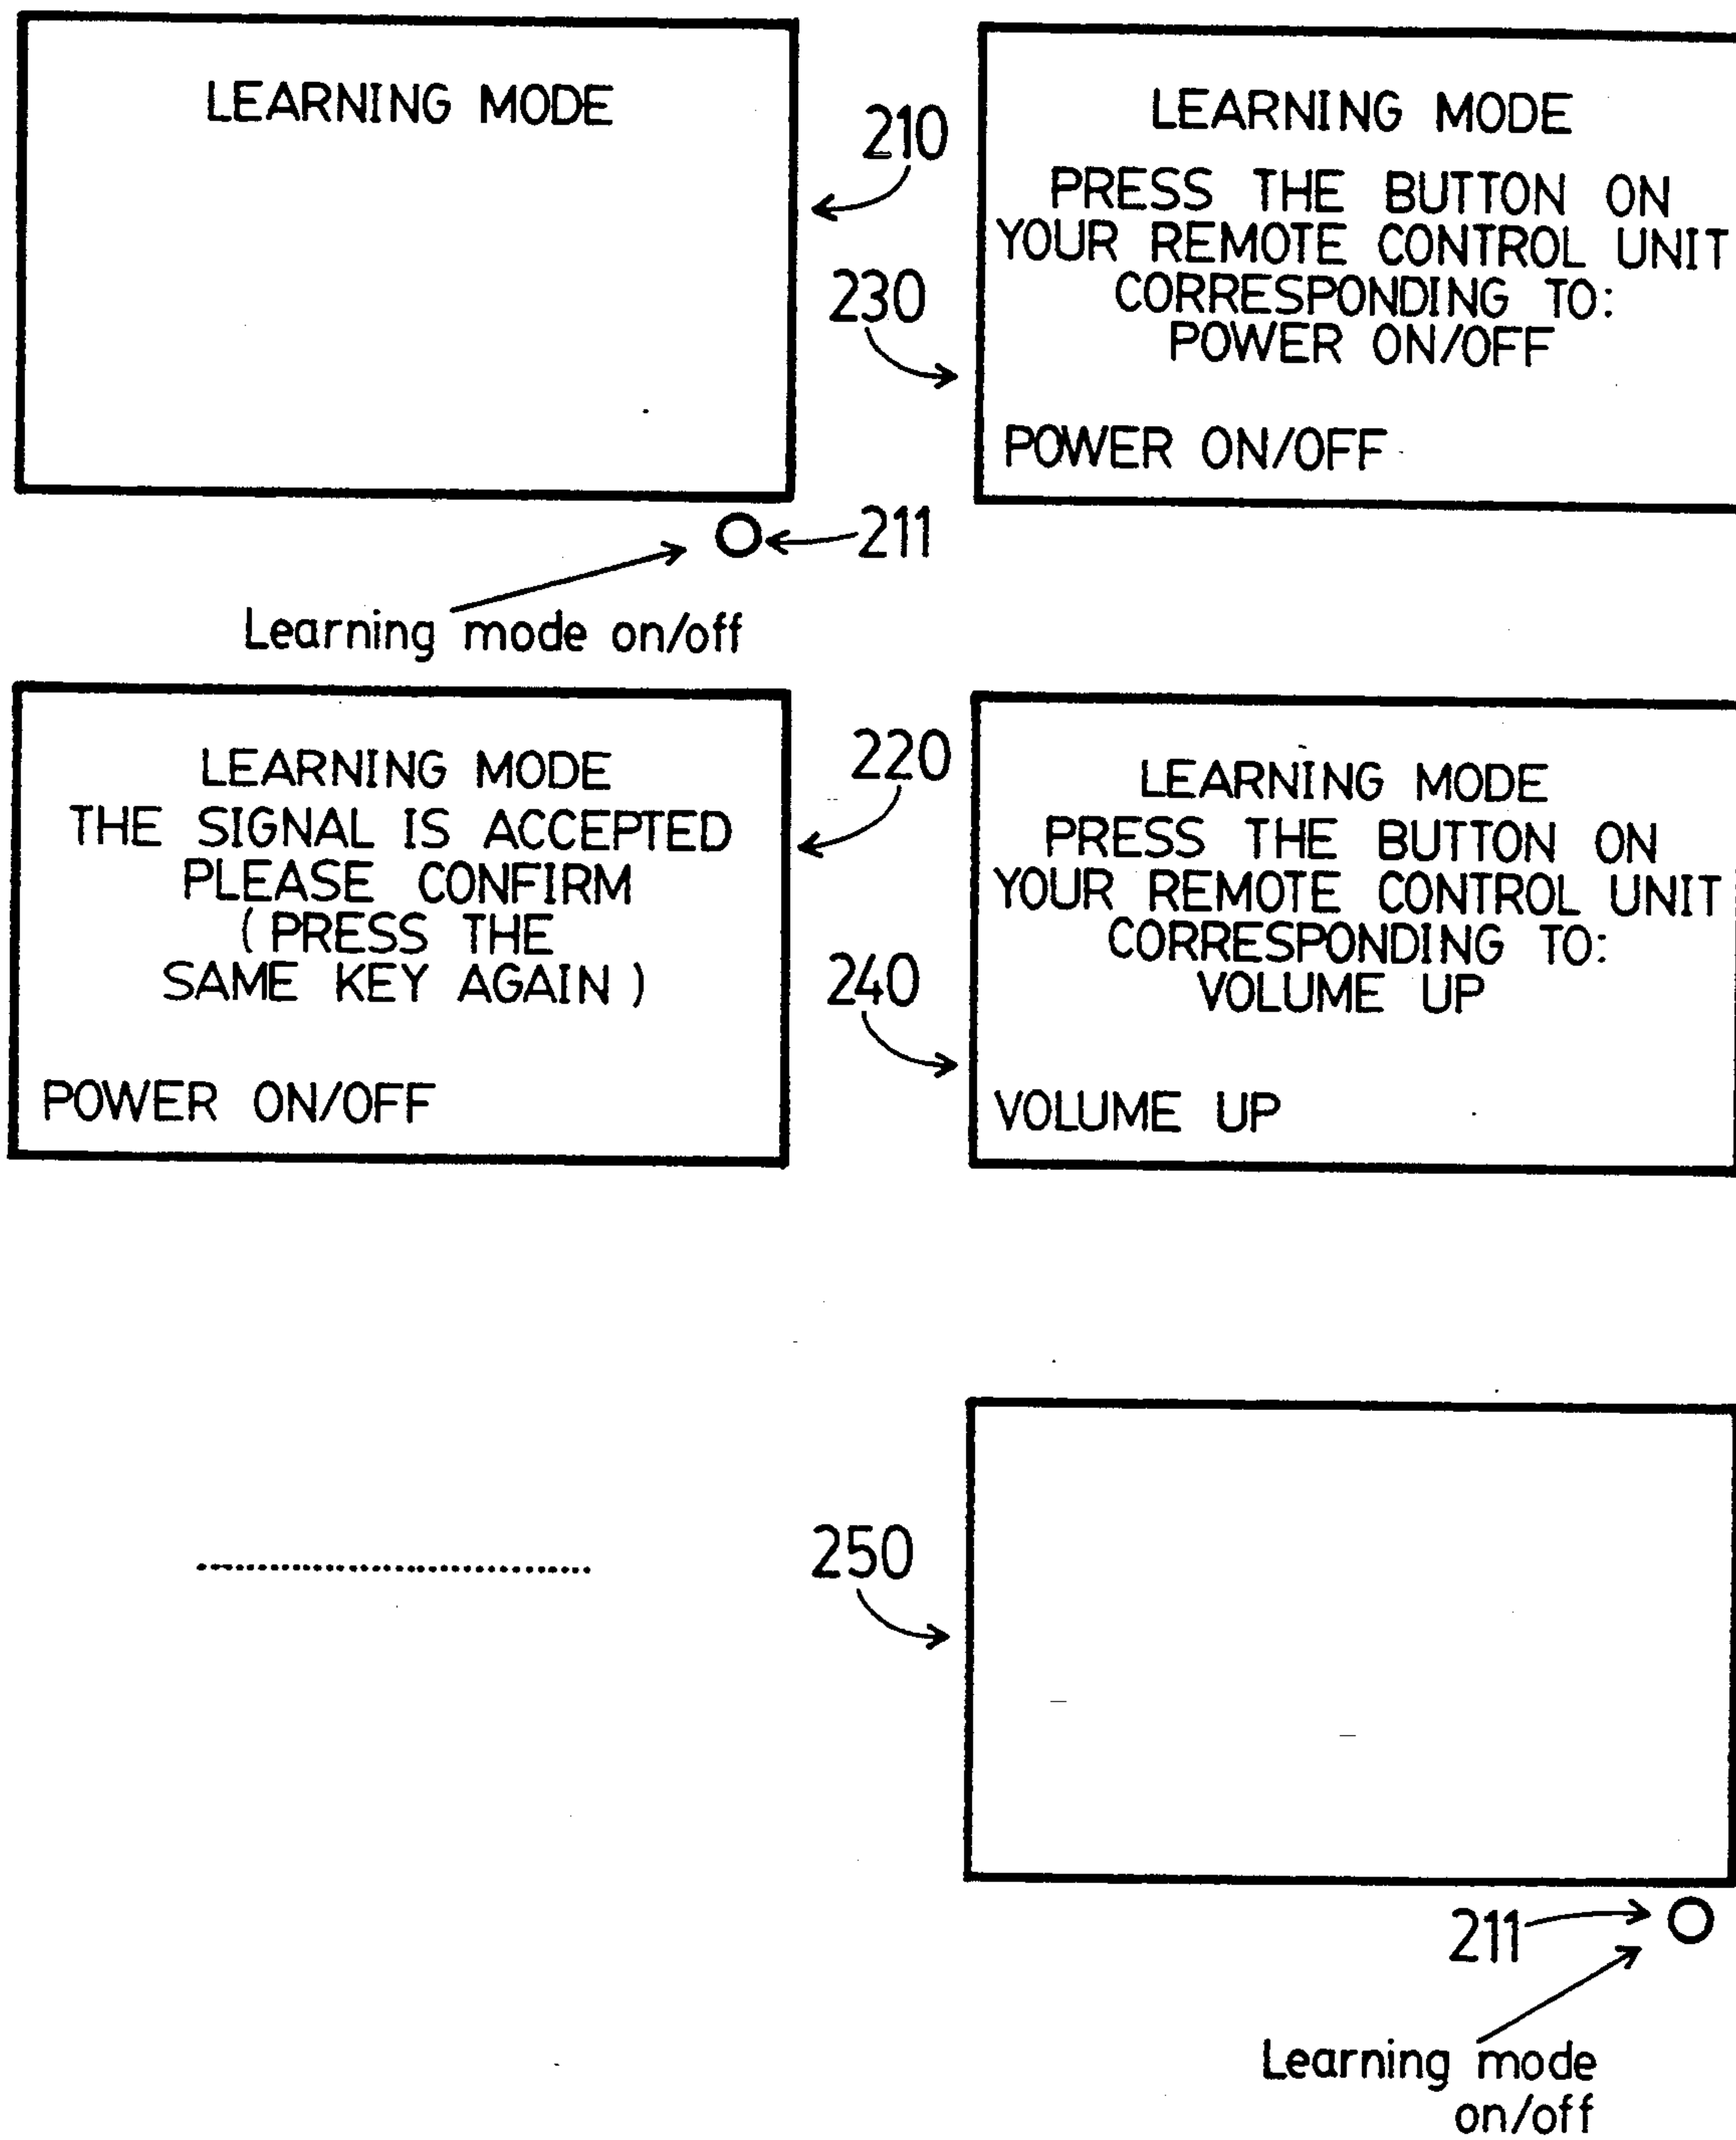 LEARNING MODE
210
LEARNING MODE
PRESS THE BUTTON ON
YOUR REMOTE CONTROL UNIT
CORRESPONDING TO:
POWER ON/OFF
230
POWER ON/OFF
211
Learning mode on/off
LEARNING MODE
THE SIGNAL IS ACCEPTED
PLEASE CONFIRM
(PRESS THE
SAME KEY AGAIN)
POWER ON/OFF
220
LEARNING MODE
PRESS THE BUTTON ON
YOUR REMOTE CONTROL UNIT
CORRESPONDING TO:
VOLUME UP
240
VOLUME UP
250
211
Learning mode
on/off